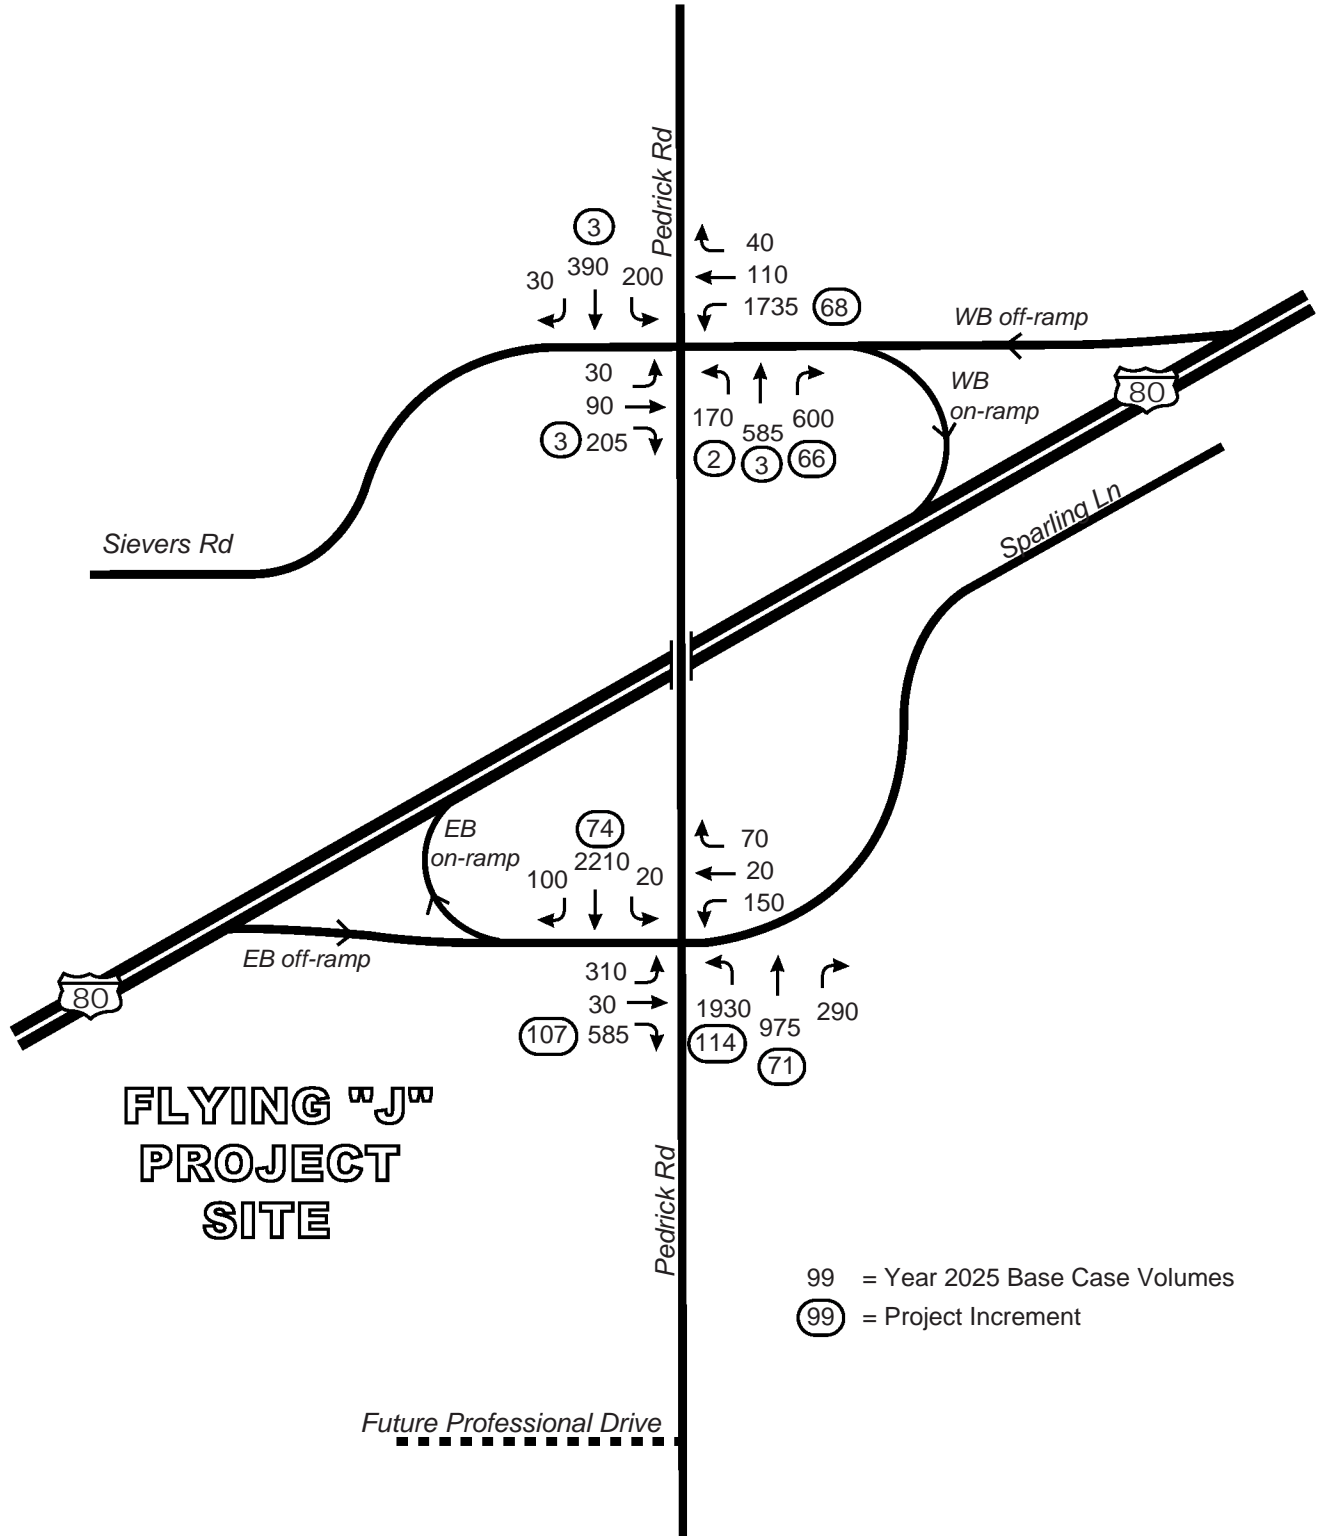 Pedrick Rd
3
30 390 200
40
110
1735 68
WB off-ramp
80
WB
on-ramp
30
90
3 205
170 585 600
2 3 66
Sievers Rd
Sparling Ln
EB
on-ramp
74
100 2210 20
70
20
150
EB off-ramp
80
310
30
107 585
1930 975 290
114 71
FLYING "J"
PROJECT
SITE
Pedrick Rd
99 = Year 2025 Base Case Volumes
99 = Project Increment
Future Professional Drive